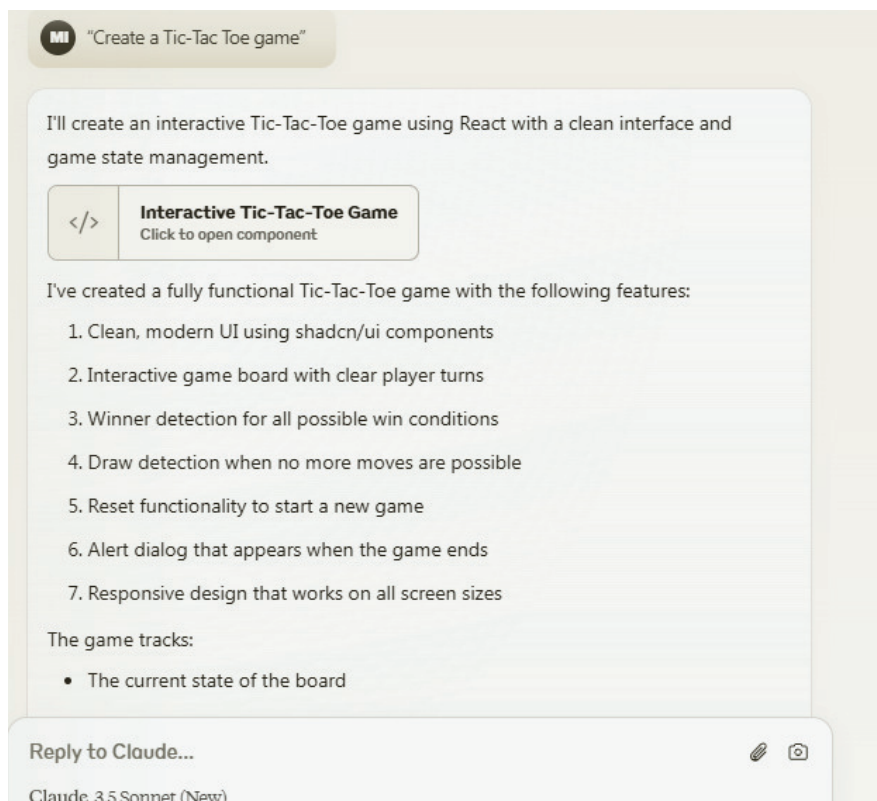 MI "Create a Tic-Tac Toe game"
I'll create an interactive Tic-Tac-Toe game using React with a clean interface and
game state management.
</> Interactive Tic-Tac-Toe Game
Click to open component
I've created a fully functional Tic-Tac-Toe game with the following features:
1. Clean, modern UI using shadcn/ui components
2. Interactive game board with clear player turns
3. Winner detection for all possible win conditions
4. Draw detection when no more moves are possible
5. Reset functionality to start a new game
6. Alert dialog that appears when the game ends
7. Responsive design that works on all screen sizes
The game tracks:
• The current state of the board
Reply to Claude...
Claude 3.5 Sonnet (New)